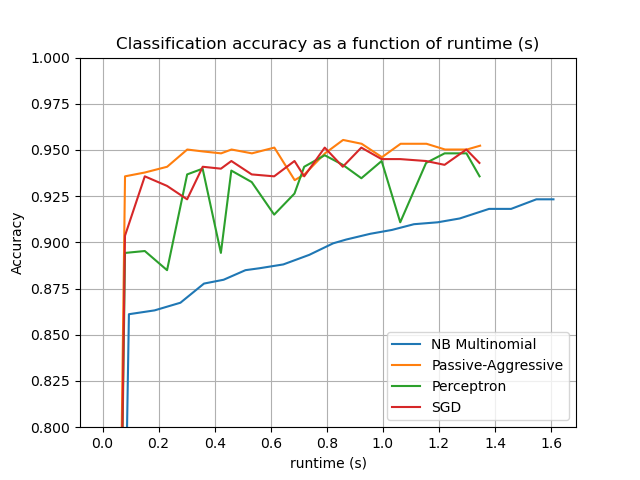 Classification accuracy as a function of runtime (s)
1.000
0.975
0.950
0.925
0.900
0.875
0.850
0.825
0.800
Accuracy
0.0 0.2 0.4 0.6 0.8 1.0 1.2 1.4 1.6
runtime (s)
NB Multinomial
Passive-Aggressive
Perceptron
SGD